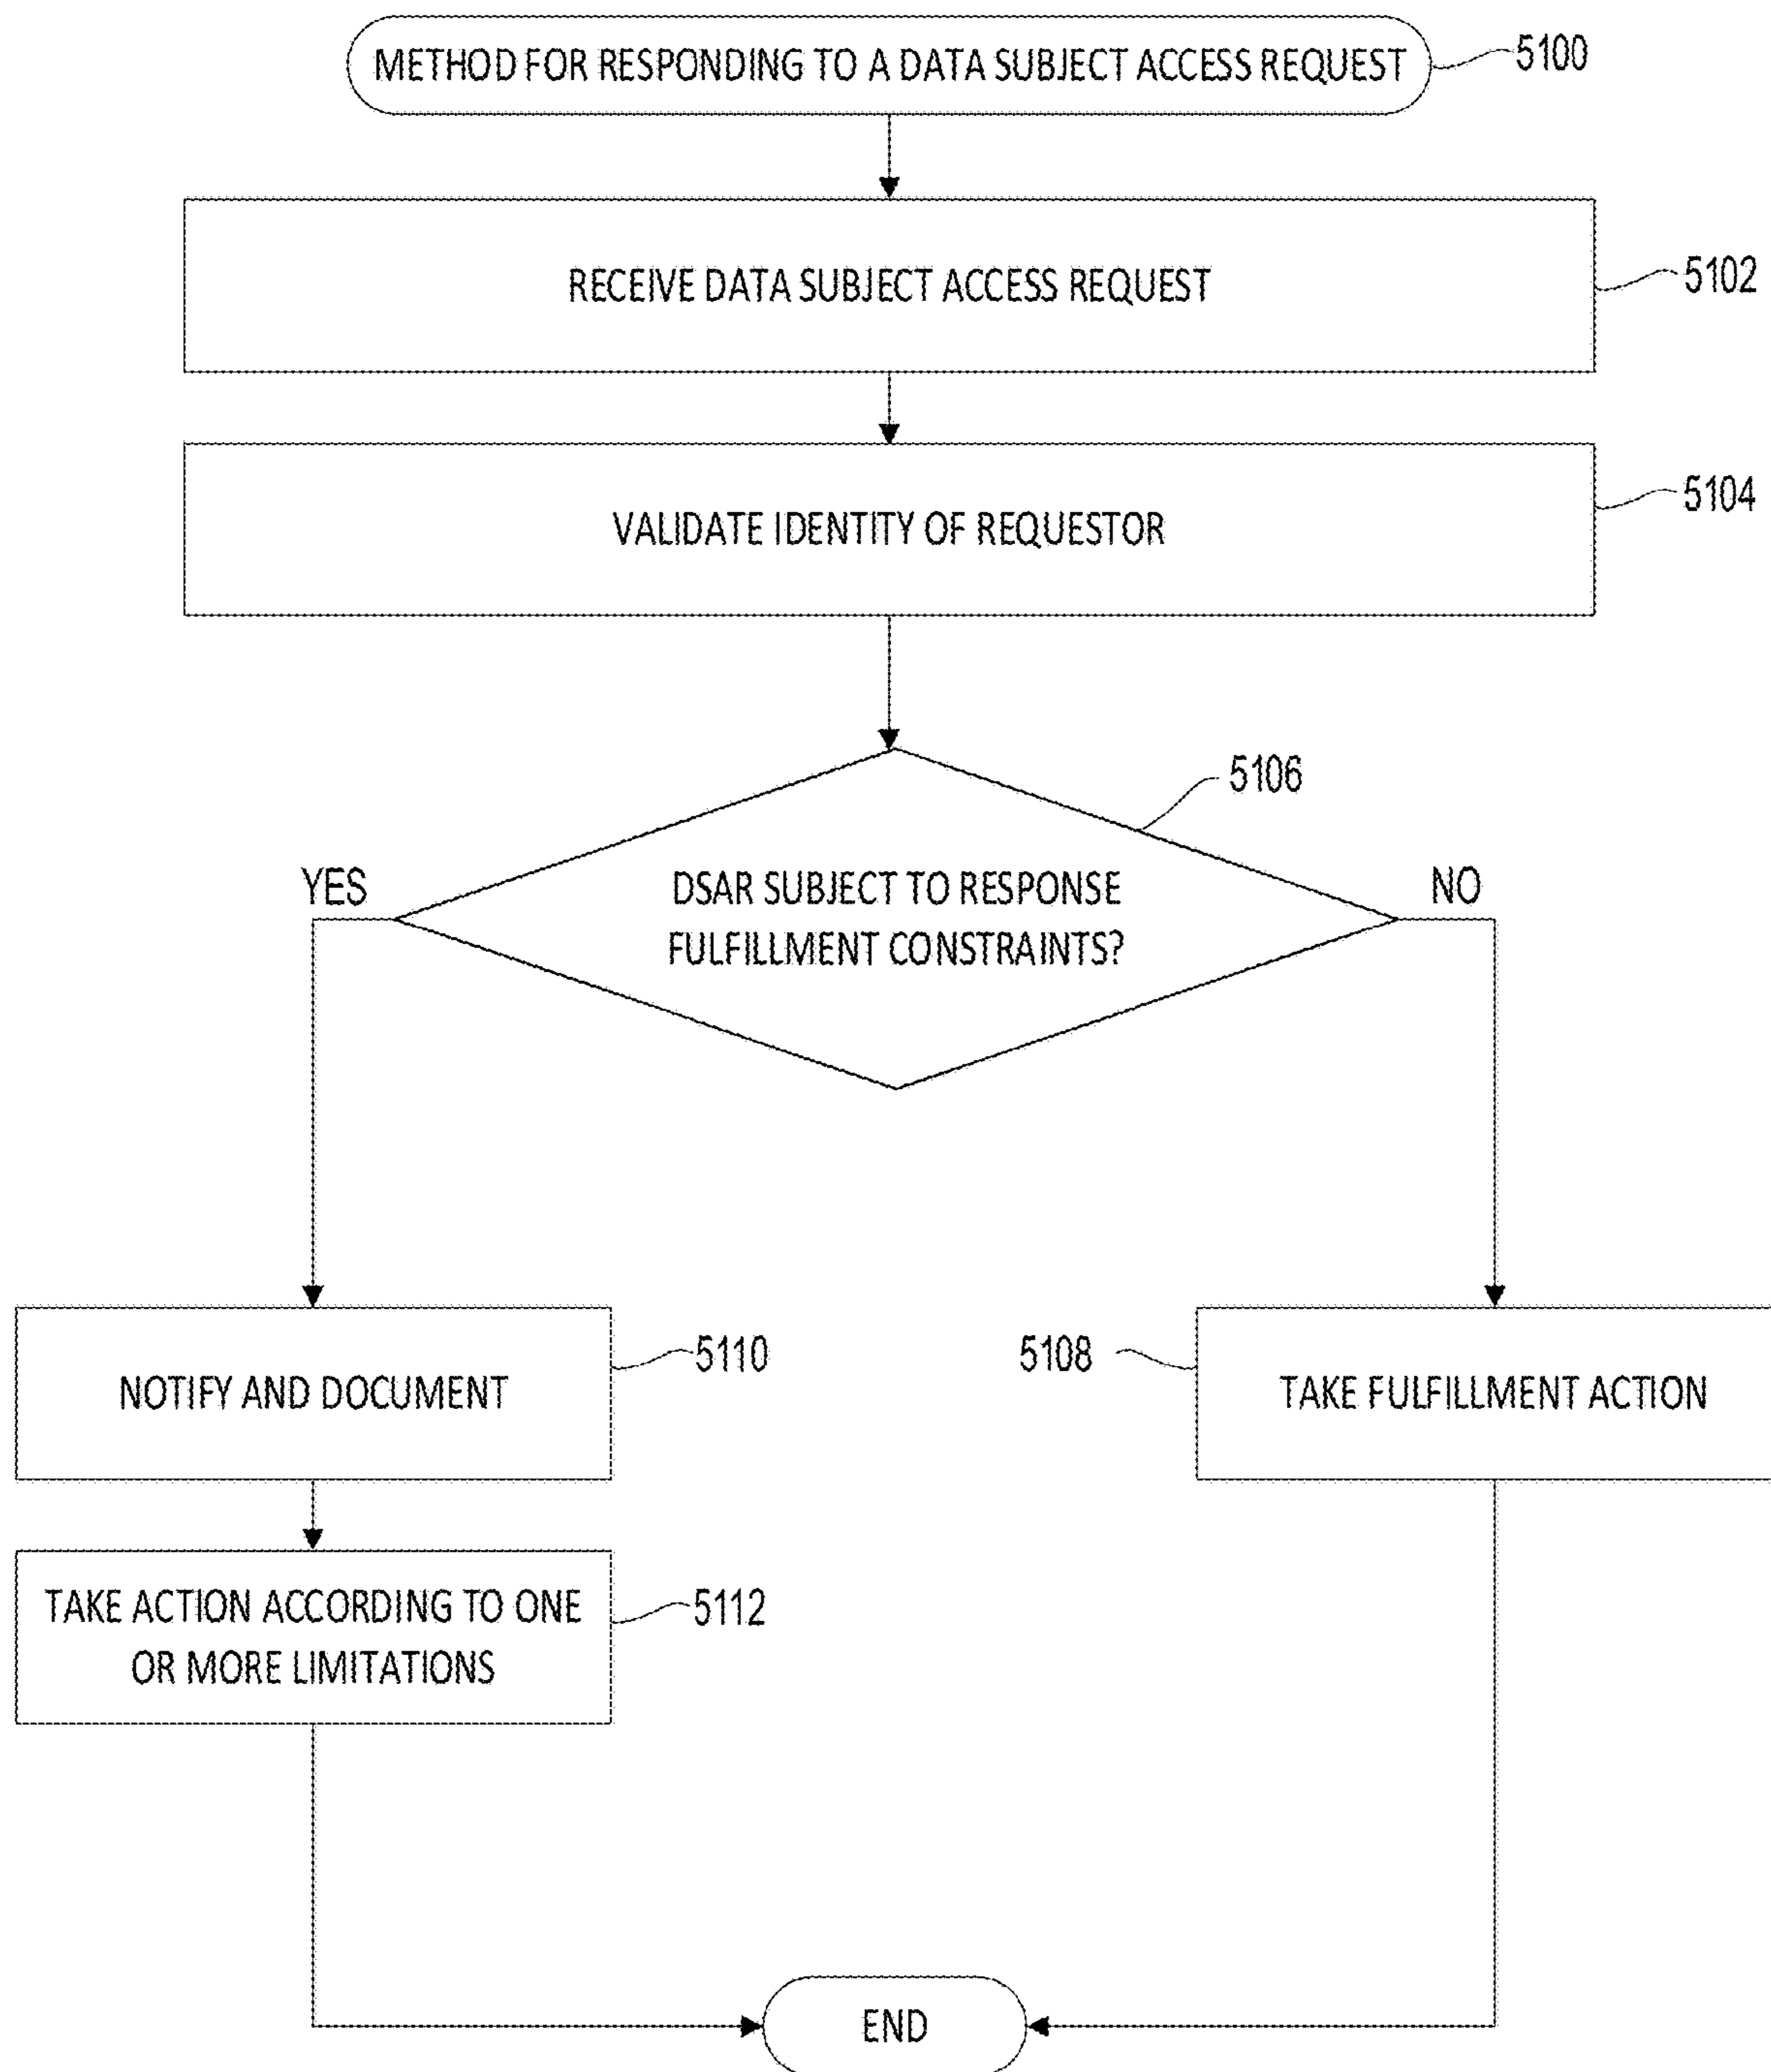 METHOD FOR RESPONDING TO A DATA SUBJECT ACCESS REQUEST
5100
RECEIVE DATA SUBJECT ACCESS REQUEST
5102
VALIDATE IDENTITY OF REQUESTOR
5104
5106
YES
DSAR SUBJECT TO RESPONSE
FULFILLMENT CONSTRAINTS?
NO
NOTIFY AND DOCUMENT
5110
5108
TAKE FULFILLMENT ACTION
TAKE ACTION ACCORDING TO ONE
OR MORE LIMITATIONS
5112
END